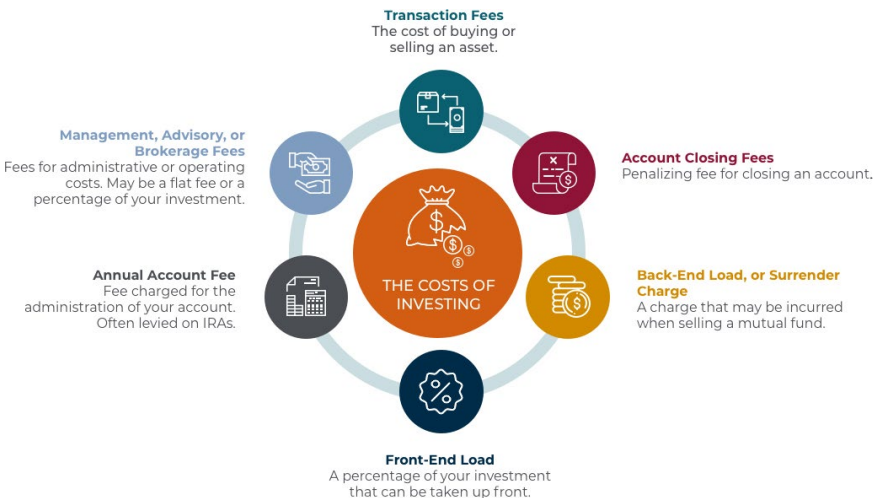 Transaction Fees
The cost of buying or
selling an asset.
Account Closing Fees
Penalizing fee for closing an account.
Back-End Load, or Surrender
Charge
A charge that may be incurred
when selling a mutual fund.
Front-End Load
A percentage of your investment
that can be taken up front.
Annual Account Fee
Fee charged for the
administration of your account.
Often levied on IRAs.
Management, Advisory, or
Brokerage Fees
Fees for administrative or operating
costs. May be a flat fee or a
percentage of your investment.
THE COSTS OF
INVESTING